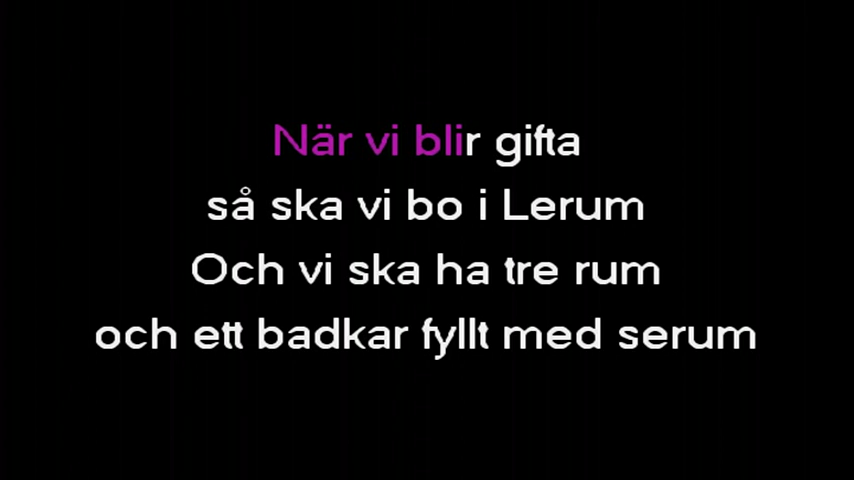 När vi blir gifta
så ska vi bo i Lerum
Och vi ska ha tre rum
och ett badkar fyllt med serum